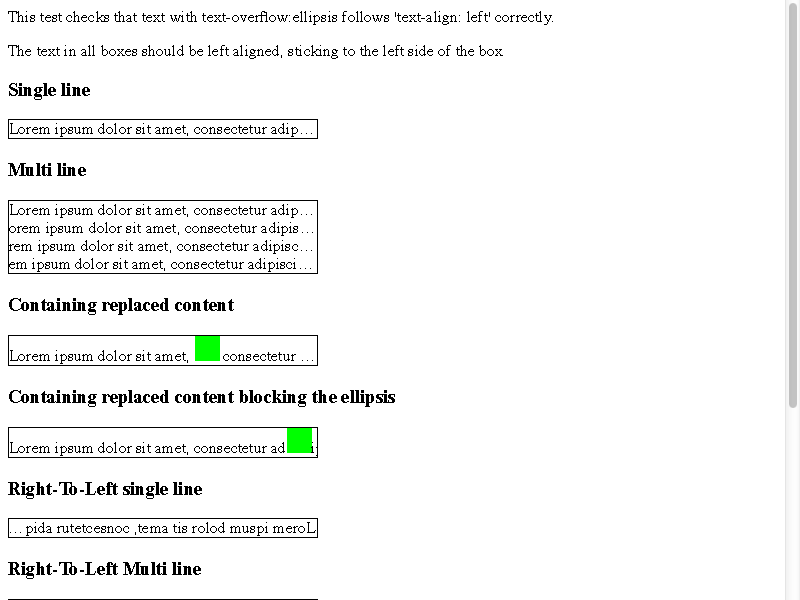 This test checks that text with text-overflow:ellipsis follows 'text-align: left' correctly.
The text in all boxes should be left aligned, sticking to the left side of the box
Single line
Lorem ipsum dolor sit amet, consectetur adip…
Multi line
Lorem ipsum dolor sit amet, consectetur adip…
orem ipsum dolor sit amet, consectetur adipis…
rem ipsum dolor sit amet, consectetur adipisc…
em ipsum dolor sit amet, consectetur adipisci…
Containing replaced content
Lorem ipsum dolor sit amet, consectetur …
Containing replaced content blocking the ellipsis
Lorem ipsum dolor sit amet, consectetur ad
Right-To-Left single line
… pida rutetcesnoc ,tema tis rolod muspi meroL
Right-To-Left Multi line